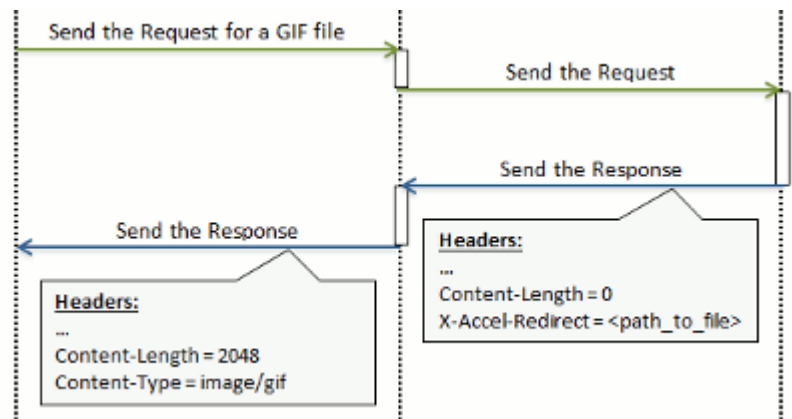 Send the Request for a GIF file
Send the Request
Send the Response
Send the Response
Headers:
...
Content-Length = 0
X-Accel-Redirect = <path_to_file>
Headers:
...
Content-Length = 2048
Content-Type = image/gif